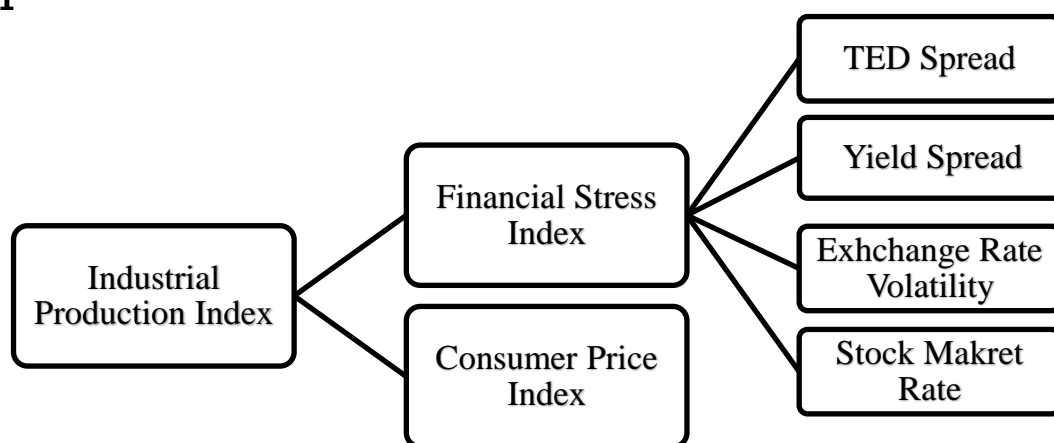 Industrial
Production Index
Financial Stress
Index
Consumer Price
Index
TED Spread
Yield Spread
Exhchange Rate
Volatility
Stock Makret
Rate